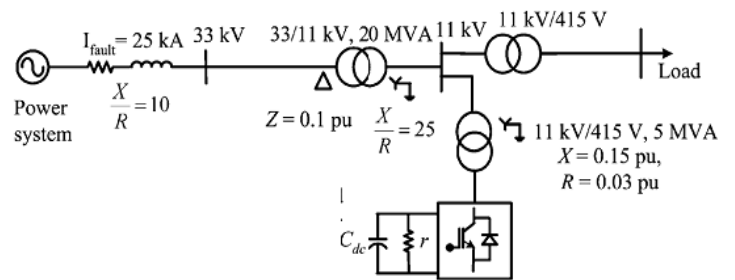 I_fault = 25 kA
33 kV
33/11 kV, 20 MVA
11 kV
11 kV/415 V
Load
Power
system
X/R = 10
Z = 0.1 pu
X/R = 25
11 kV/415 V, 5 MVA
X = 0.15 pu,
R = 0.03 pu
C_dc
r